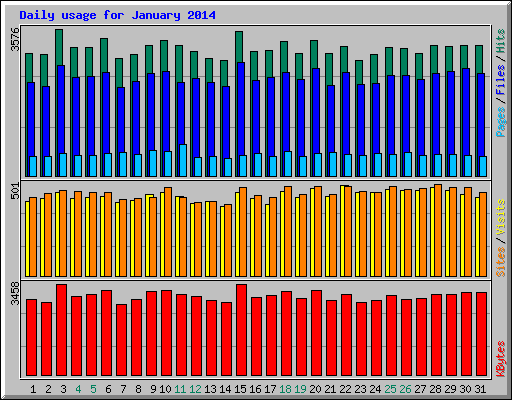 Daily usage for January 2014
3576
Pages / Files / Hits
501
Sites / Visits
3458
KBytes
1 2 3 4 5 6 7 8 9 10 11 12 13 14 15 16 17 18 19 20 21 22 23 24 25 26 27 28 29 30 31